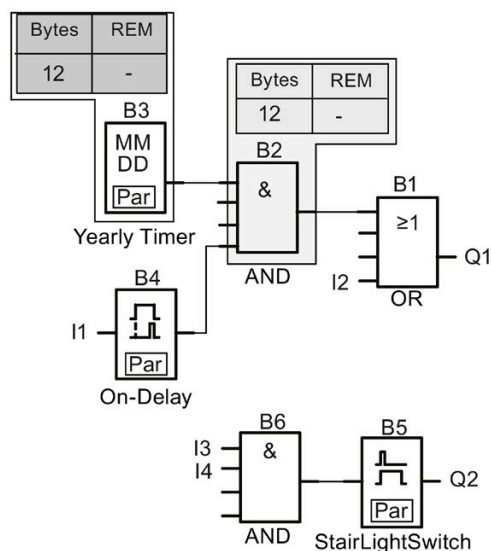 Bytes REM
12 -
B3
MM
DD
Par
Yearly Timer
Bytes REM
12 -
B2
&
AND
B1
≥1
I2
Q1
OR
B4
I1
Par
On-Delay
B6
I3
&
I4
AND
B5
Q2
Par
StairLightSwitch